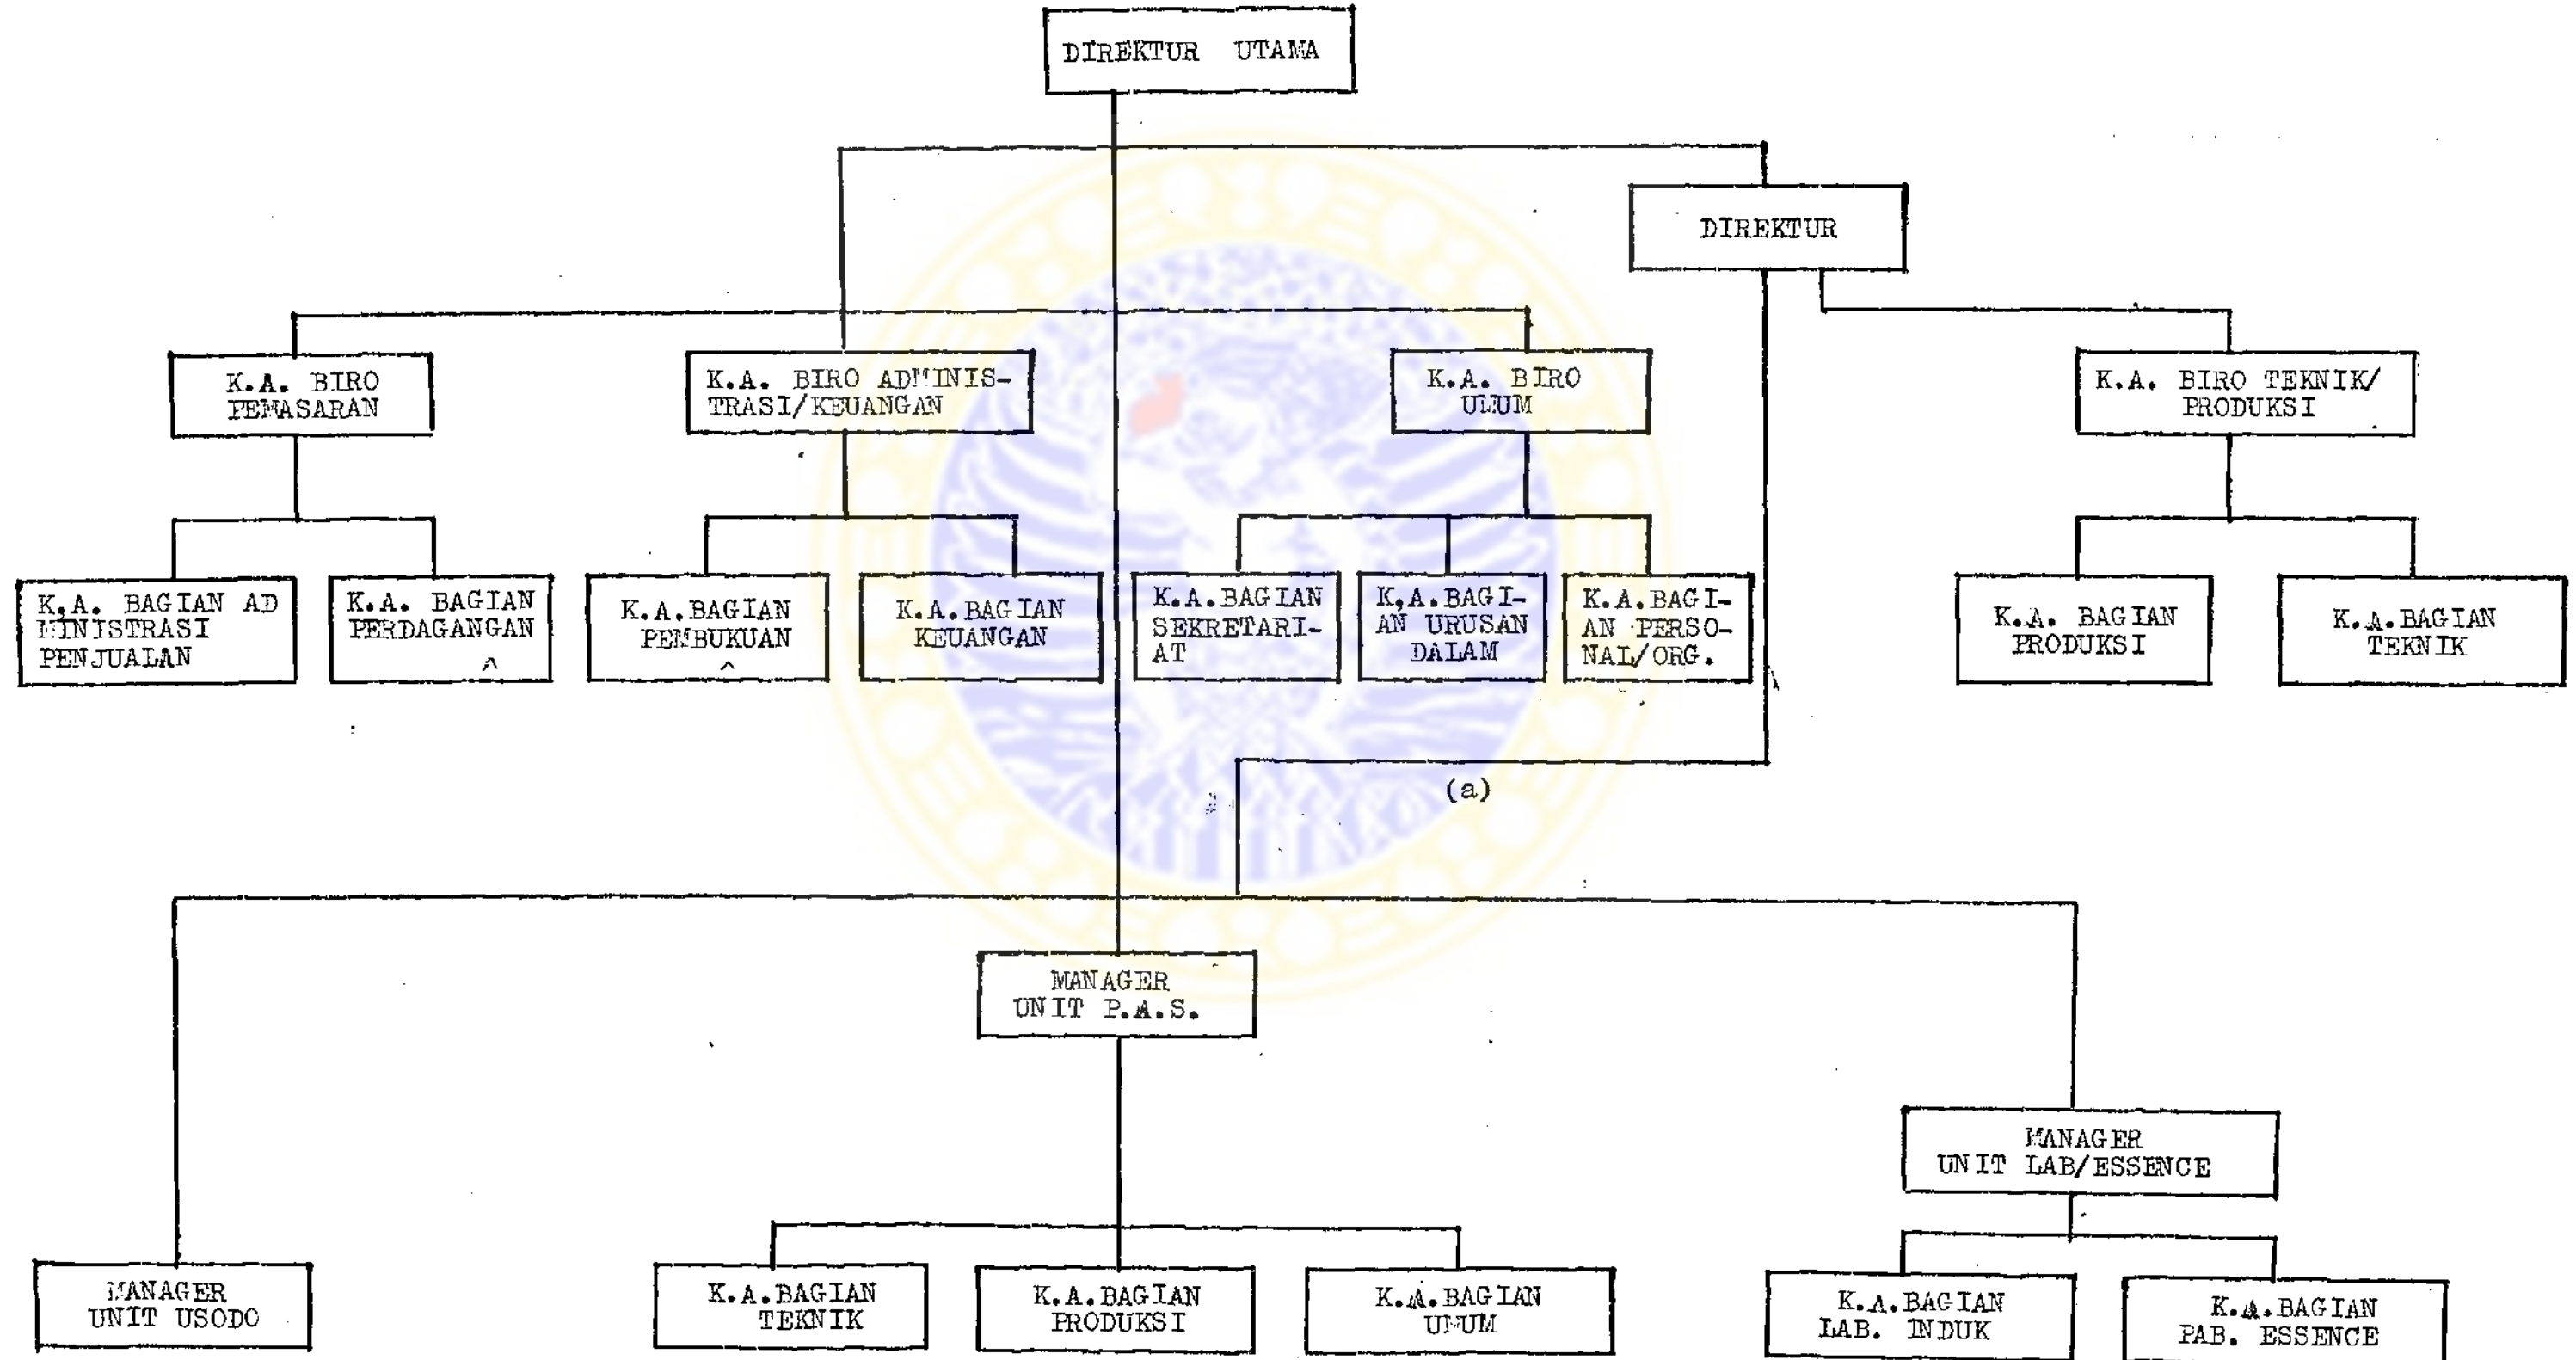 DIREKTUR UTAMA
DIREKTUR
K.A. BIRO
PEMASARAN
K.A. BIRO ADMINIS-
TRASI/KEUANGAN
K.A. BIRO
UMUM
K.A. BIRO TEKNIK/
PRODUKSI
K.A. BAGIAN AD
MINISTRASI
PENJUALAN
K.A. BAGIAN
PERDAGANGAN
K.A.BAGIAN
PEMBUKUAN
K.A.BAGIAN
KEUANGAN
K.A.BAGIAN
SEKRETARI-
AT
K,A.BAGI-
AN URUSAN
DALAM
K.A.BAGI-
AN PERSO-
NAL/ORG.
K.A. BAGIAN
PRODUKSI
K.A.BAGIAN
TEKNIK
(a)
MANAGER
UNIT P.A.S.
MANAGER
UNIT LAB/ESSENCE
MANAGER
UNIT USODO
K.A.BAGIAN
TEKNIK
K.A.BAGIAN
PRODUKSI
K.A.BAGIAN
UMUM
K.A.BAGIAN
LAB. INDUK
K.A.BAGIAN
PAB. ESSENCE